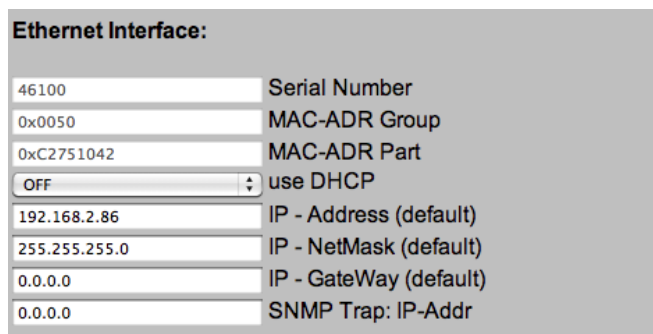 Ethernet Interface:
46100 Serial Number
0x0050 MAC-ADR Group
0xC2751042 MAC-ADR Part
OFF use DHCP
192.168.2.86 IP - Address (default)
255.255.255.0 IP - NetMask (default)
0.0.0.0 IP - GateWay (default)
0.0.0.0 SNMP Trap: IP-Addr